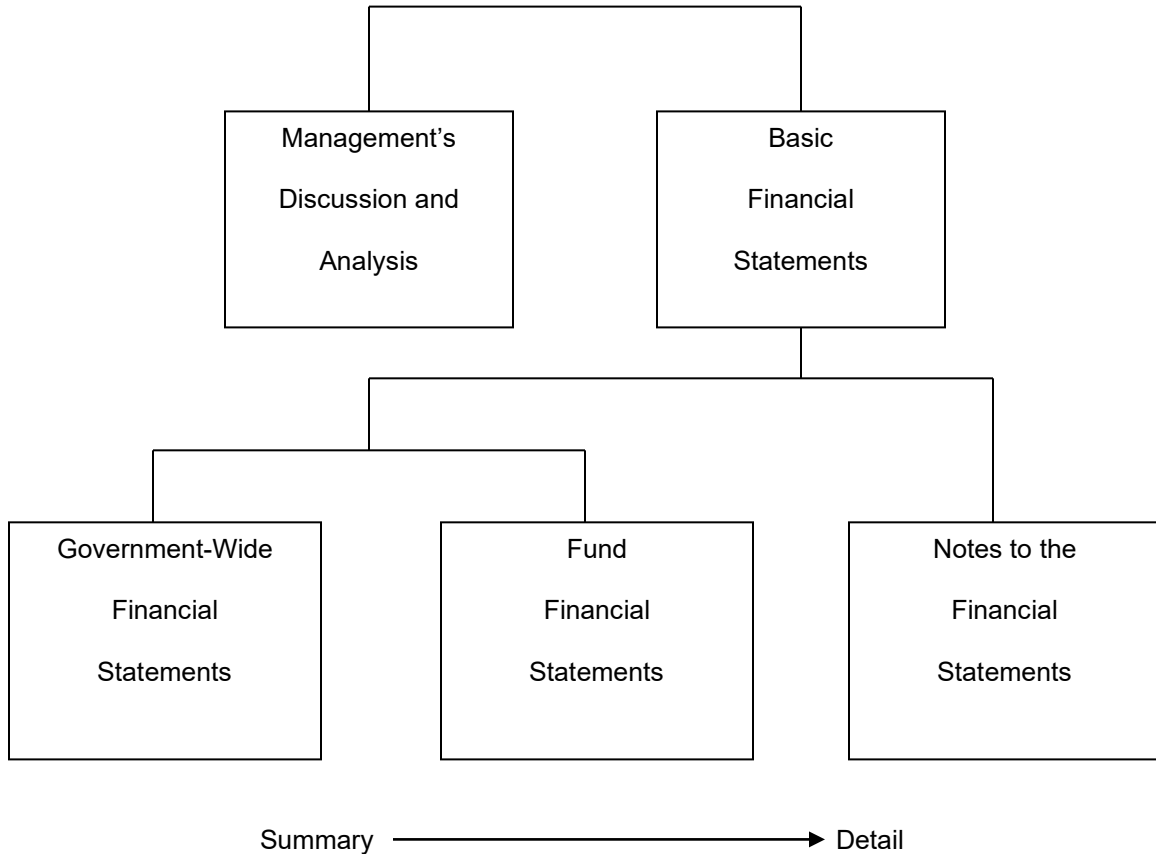 Management’s
Discussion and
Analysis
Basic
Financial
Statements
Government-Wide
Financial
Statements
Fund
Financial
Statements
Notes to the
Financial
Statements
Summary
Detail